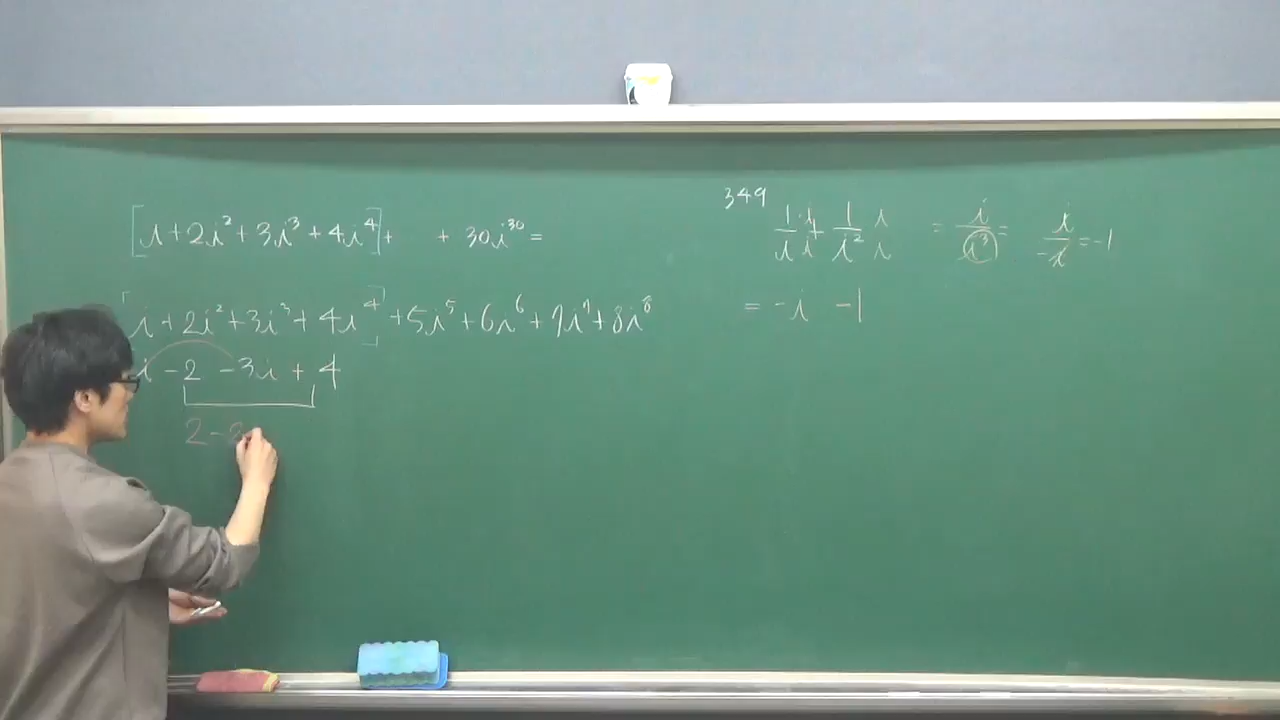 [i + 2i² + 3i³ + 4i⁴] +   + 30i³⁰ =
[i + 2i² + 3i³ + 4i⁴] + 5i⁵ + 6i⁶ + 7i⁷ + 8i⁸
i - 2 - 3i + 4
2 -
349
1·i/i·i + 1/i² i/i = i/i³ = i/-i = -1
= -i -1